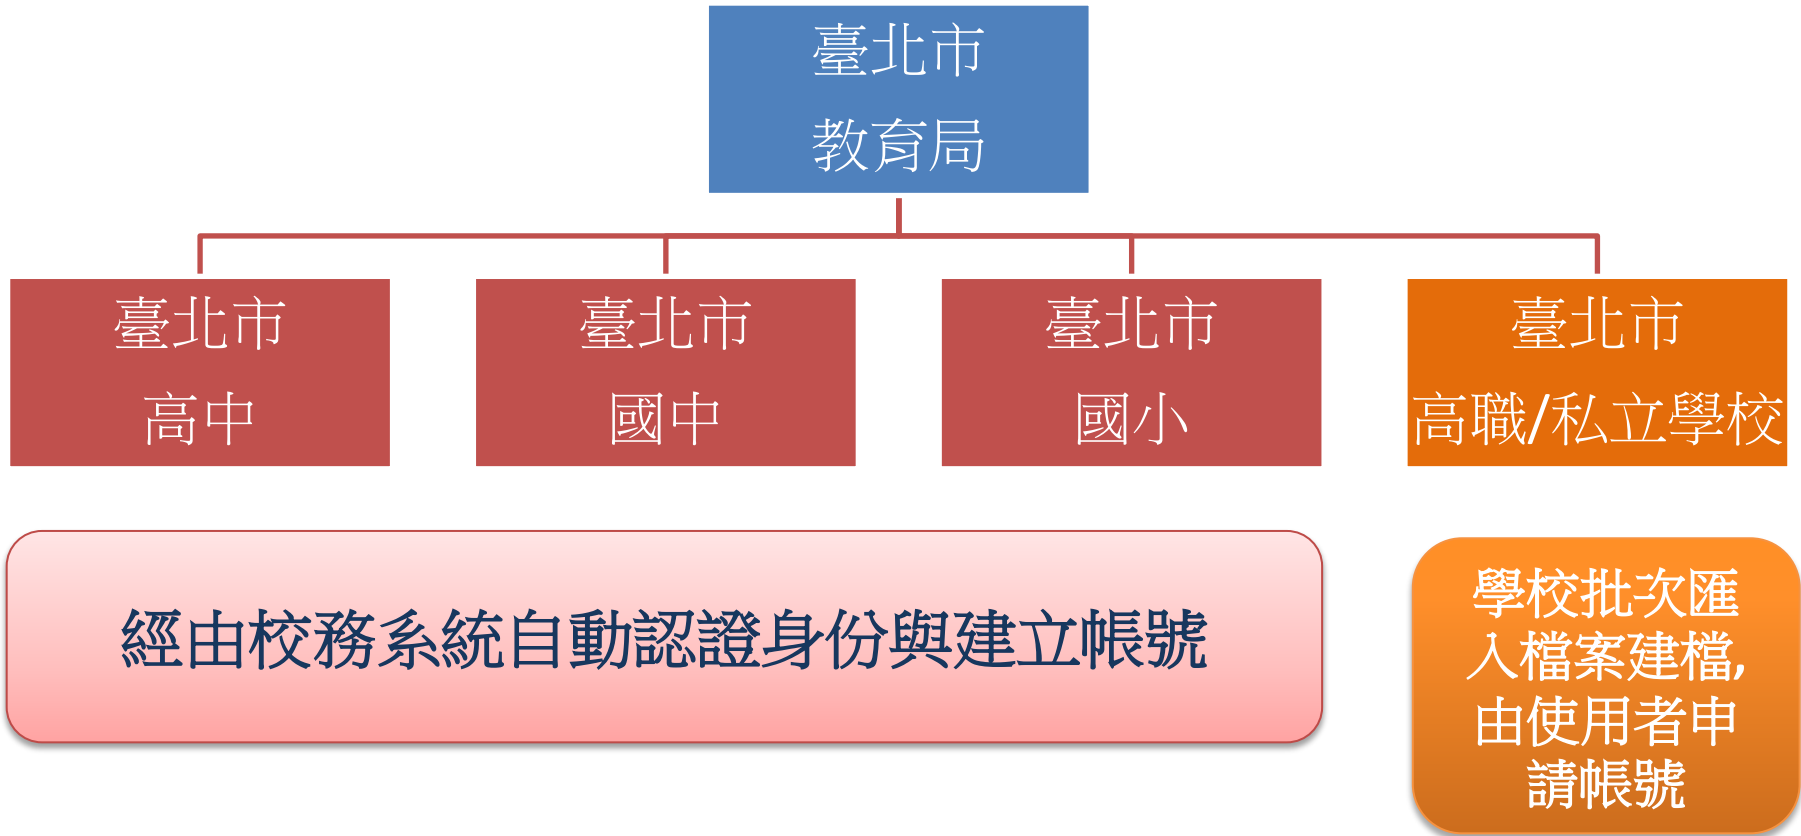 臺北市
教育局
臺北市
高中
臺北市
國中
臺北市
國小
臺北市
高職/私立學校
經由校務系統自動認證身份與建立帳號
學校批次匯
入檔案建檔,
由使用者申
請帳號